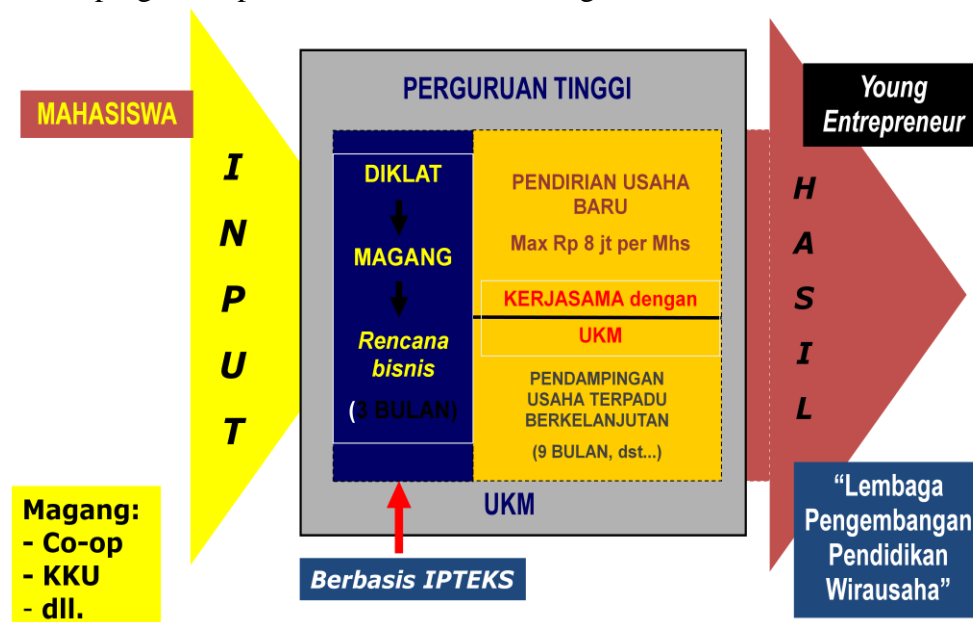 MAHASISWA
I
N
P
U
T
Magang:
- Co-op
- KKU
- dll.
PERGURUAN TINGGI
DIKLAT
MAGANG
Rencana
bisnis
(3 BULAN)
PENDIRIAN USAHA
BARU
Max Rp 8 jt per Mhs
KERJASAMA dengan
UKM
PENDAMPINGAN
USAHA TERPADU
BERKELANJUTAN
(9 BULAN, dst...)
UKM
Berbasis IPTEKS
Young
Entrepreneur
H
A
S
I
L
“Lembaga
Pengembangan
Pendidikan
Wirausaha”